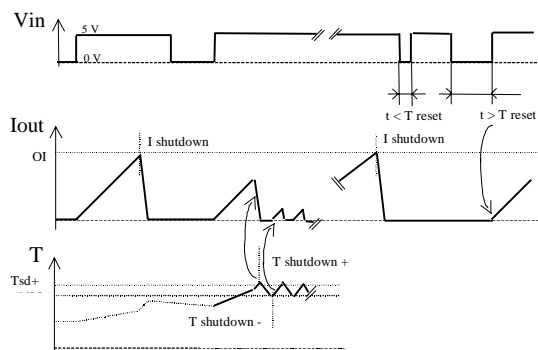 Vin
5 V
0 V
t < T reset
t > T reset
Iout
I shutdown
I shutdown
OI
T
T shutdown +
Tsd+
T shutdown -